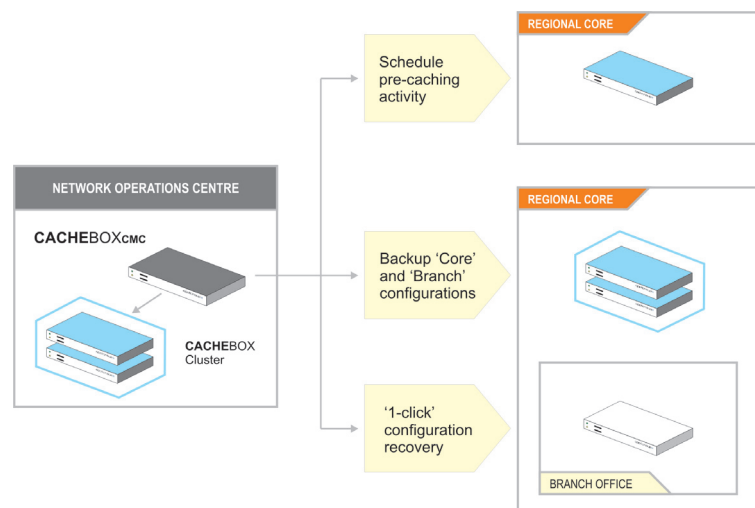 NETWORK OPERATIONS CENTRE
CACHEBOXCMC
CACHEBOX
Cluster
Schedule
pre-caching
activity
Backup ‘Core’
and ‘Branch’
configurations
‘1-click’
configuration
recovery
REGIONAL CORE
REGIONAL CORE
BRANCH OFFICE